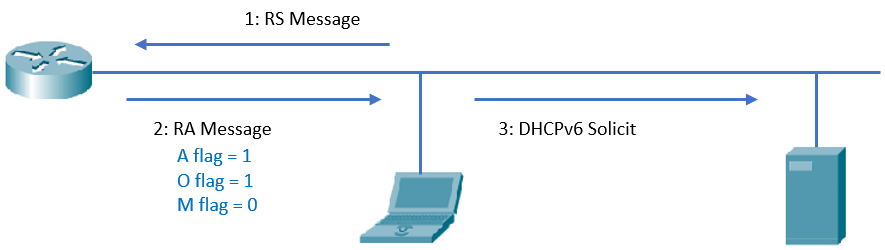 1: RS Message
2: RA Message
A flag = 1
O flag = 1
M flag = 0
3: DHCPv6 Solicit